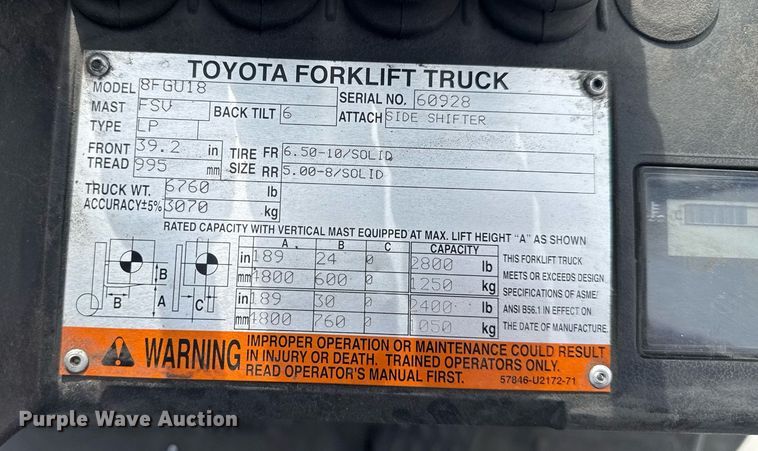 TOYOTA FORKLIFT TRUCK
MODEL 8FGU18 SERIAL NO. 60928
MAST FSV BACK TILT 6 ATTACH SIDE SHIFTER
TYPE LP
FRONT TREAD 39.2 in 995 mm
TIRE SIZE FR 6.50-10/SOLID
RR 5.00-8/SOLID
TRUCK WT. 6760 lb
ACCURACY±5% 3070 kg
RATED CAPACITY WITH VERTICAL MAST EQUIPPED AT MAX. LIFT HEIGHT "A" AS SHOWN
A B C CAPACITY
in 189 24 0 2800 lb
mm 4800 600 0 1250 kg
in 189 30 0 2400 lb
mm 4800 760 0 1050 kg
B B A C
THIS FORKLIFT TRUCK
MEETS OR EXCEEDS DESIGN
SPECIFICATIONS OF ASME/
ANSI B56.1 IN EFFECT ON
THE DATE OF MANUFACTURE.
WARNING
IMPROPER OPERATION OR MAINTENANCE COULD RESULT
IN INJURY OR DEATH. TRAINED OPERATORS ONLY.
READ OPERATOR'S MANUAL FIRST.
57846-U2172-71
Purple Wave Auction